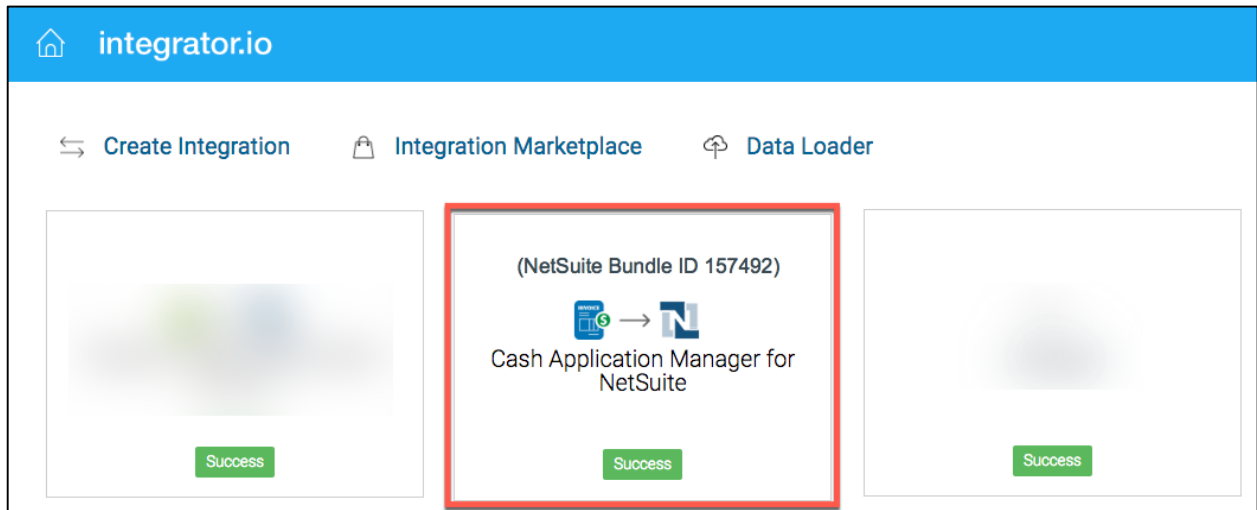 integrator.io
Create Integration
Integration Marketplace
Data Loader
(NetSuite Bundle ID 157492)
INVOICE
$
N
Cash Application Manager for
NetSuite
Success
Success
Success